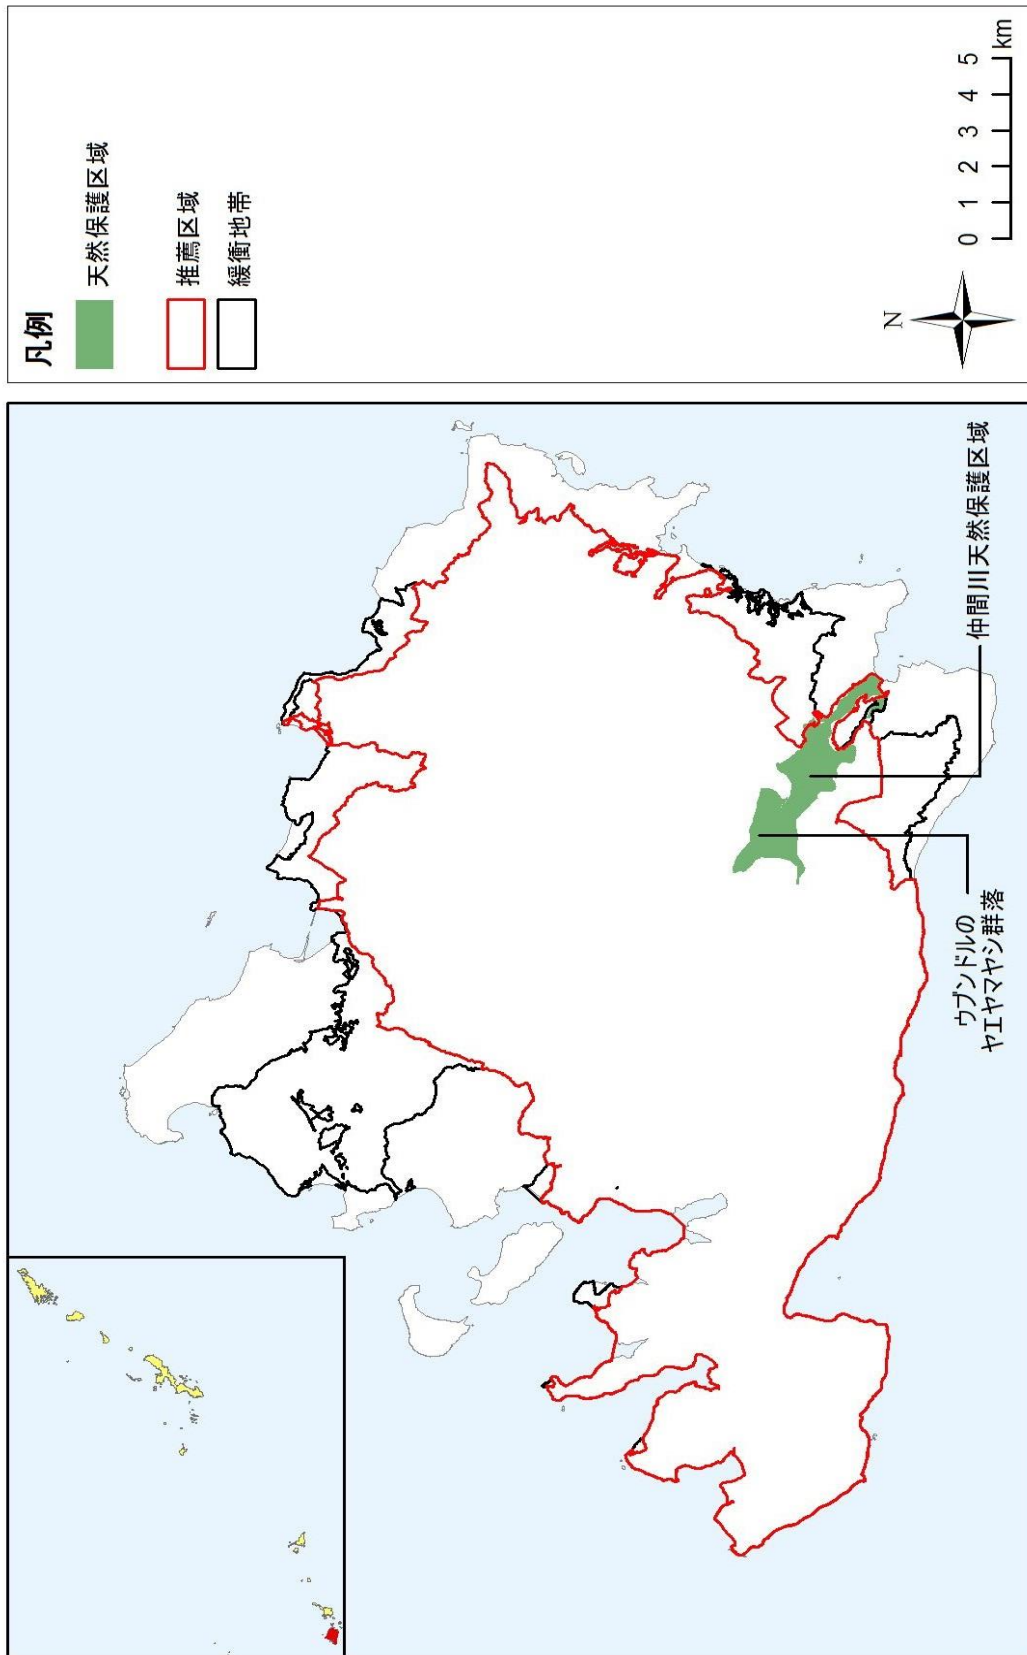 凡例
天然保護区域
推薦区域
緩衝地帯
N
0 1 2 3 4 5
km
仲間川天然保護区域
ウブンドルの
ヤエヤマヤシ群落